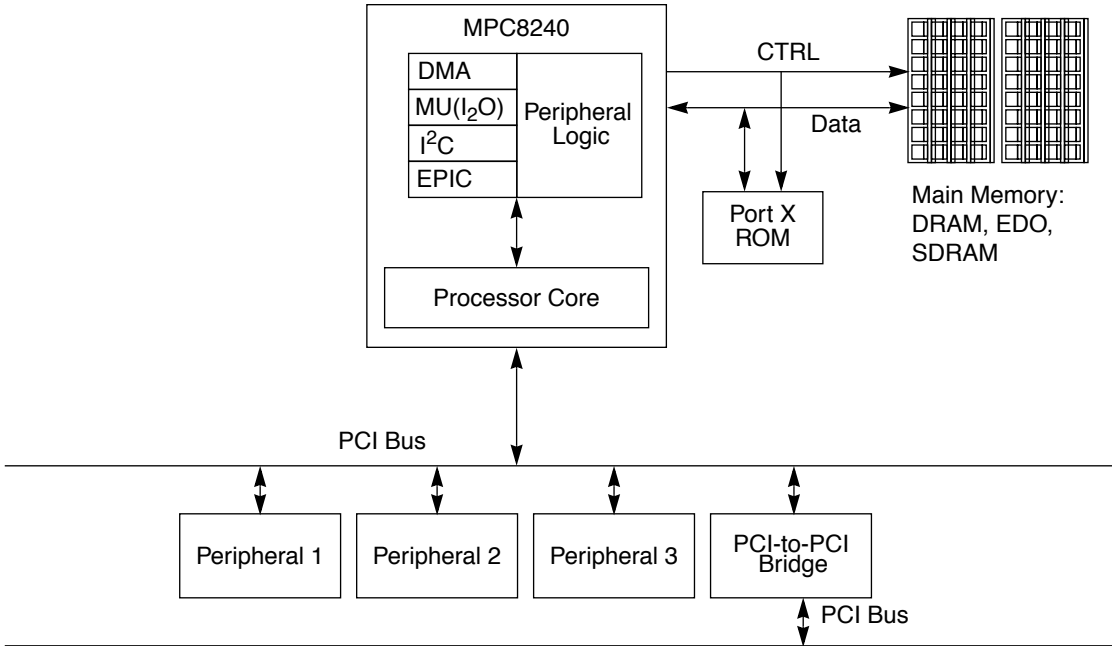 MPC8240
DMA
MU(I₂O)
I²C
EPIC
Peripheral
Logic
CTRL
Data
Port X
ROM
Main Memory:
DRAM, EDO,
SDRAM
Processor Core
PCI Bus
Peripheral 1
Peripheral 2
Peripheral 3
PCI-to-PCI
Bridge
PCI Bus